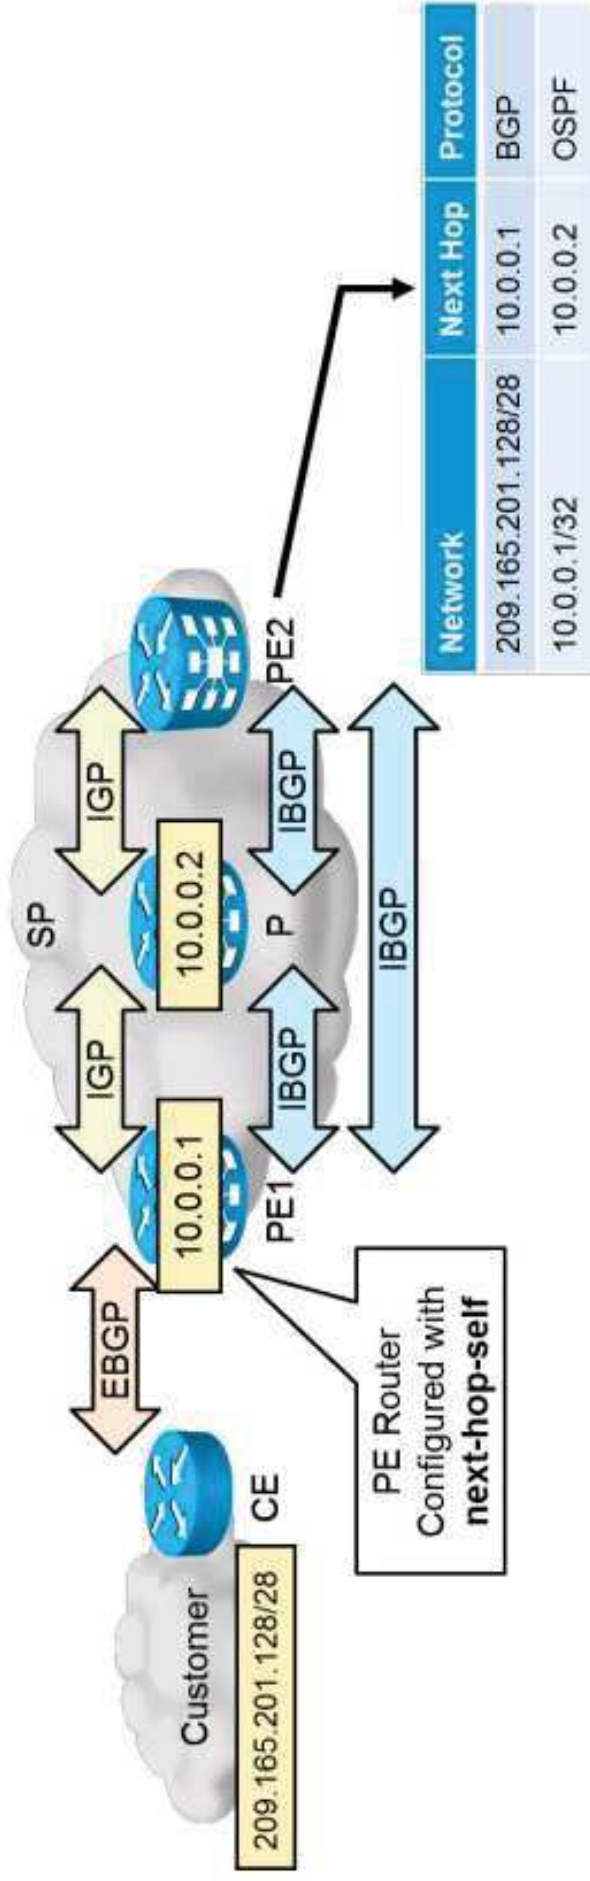 SP
IGP
IGP
EBGP
10.0.0.1
10.0.0.2
Customer
CE
PE1
P
PE2
209.165.201.128/28
IBGP
IBGP
IBGP
PE Router
Configured with
next-hop-self
Network Next Hop Protocol
209.165.201.128/28 10.0.0.1 BGP
10.0.0.1/32 10.0.0.2 OSPF